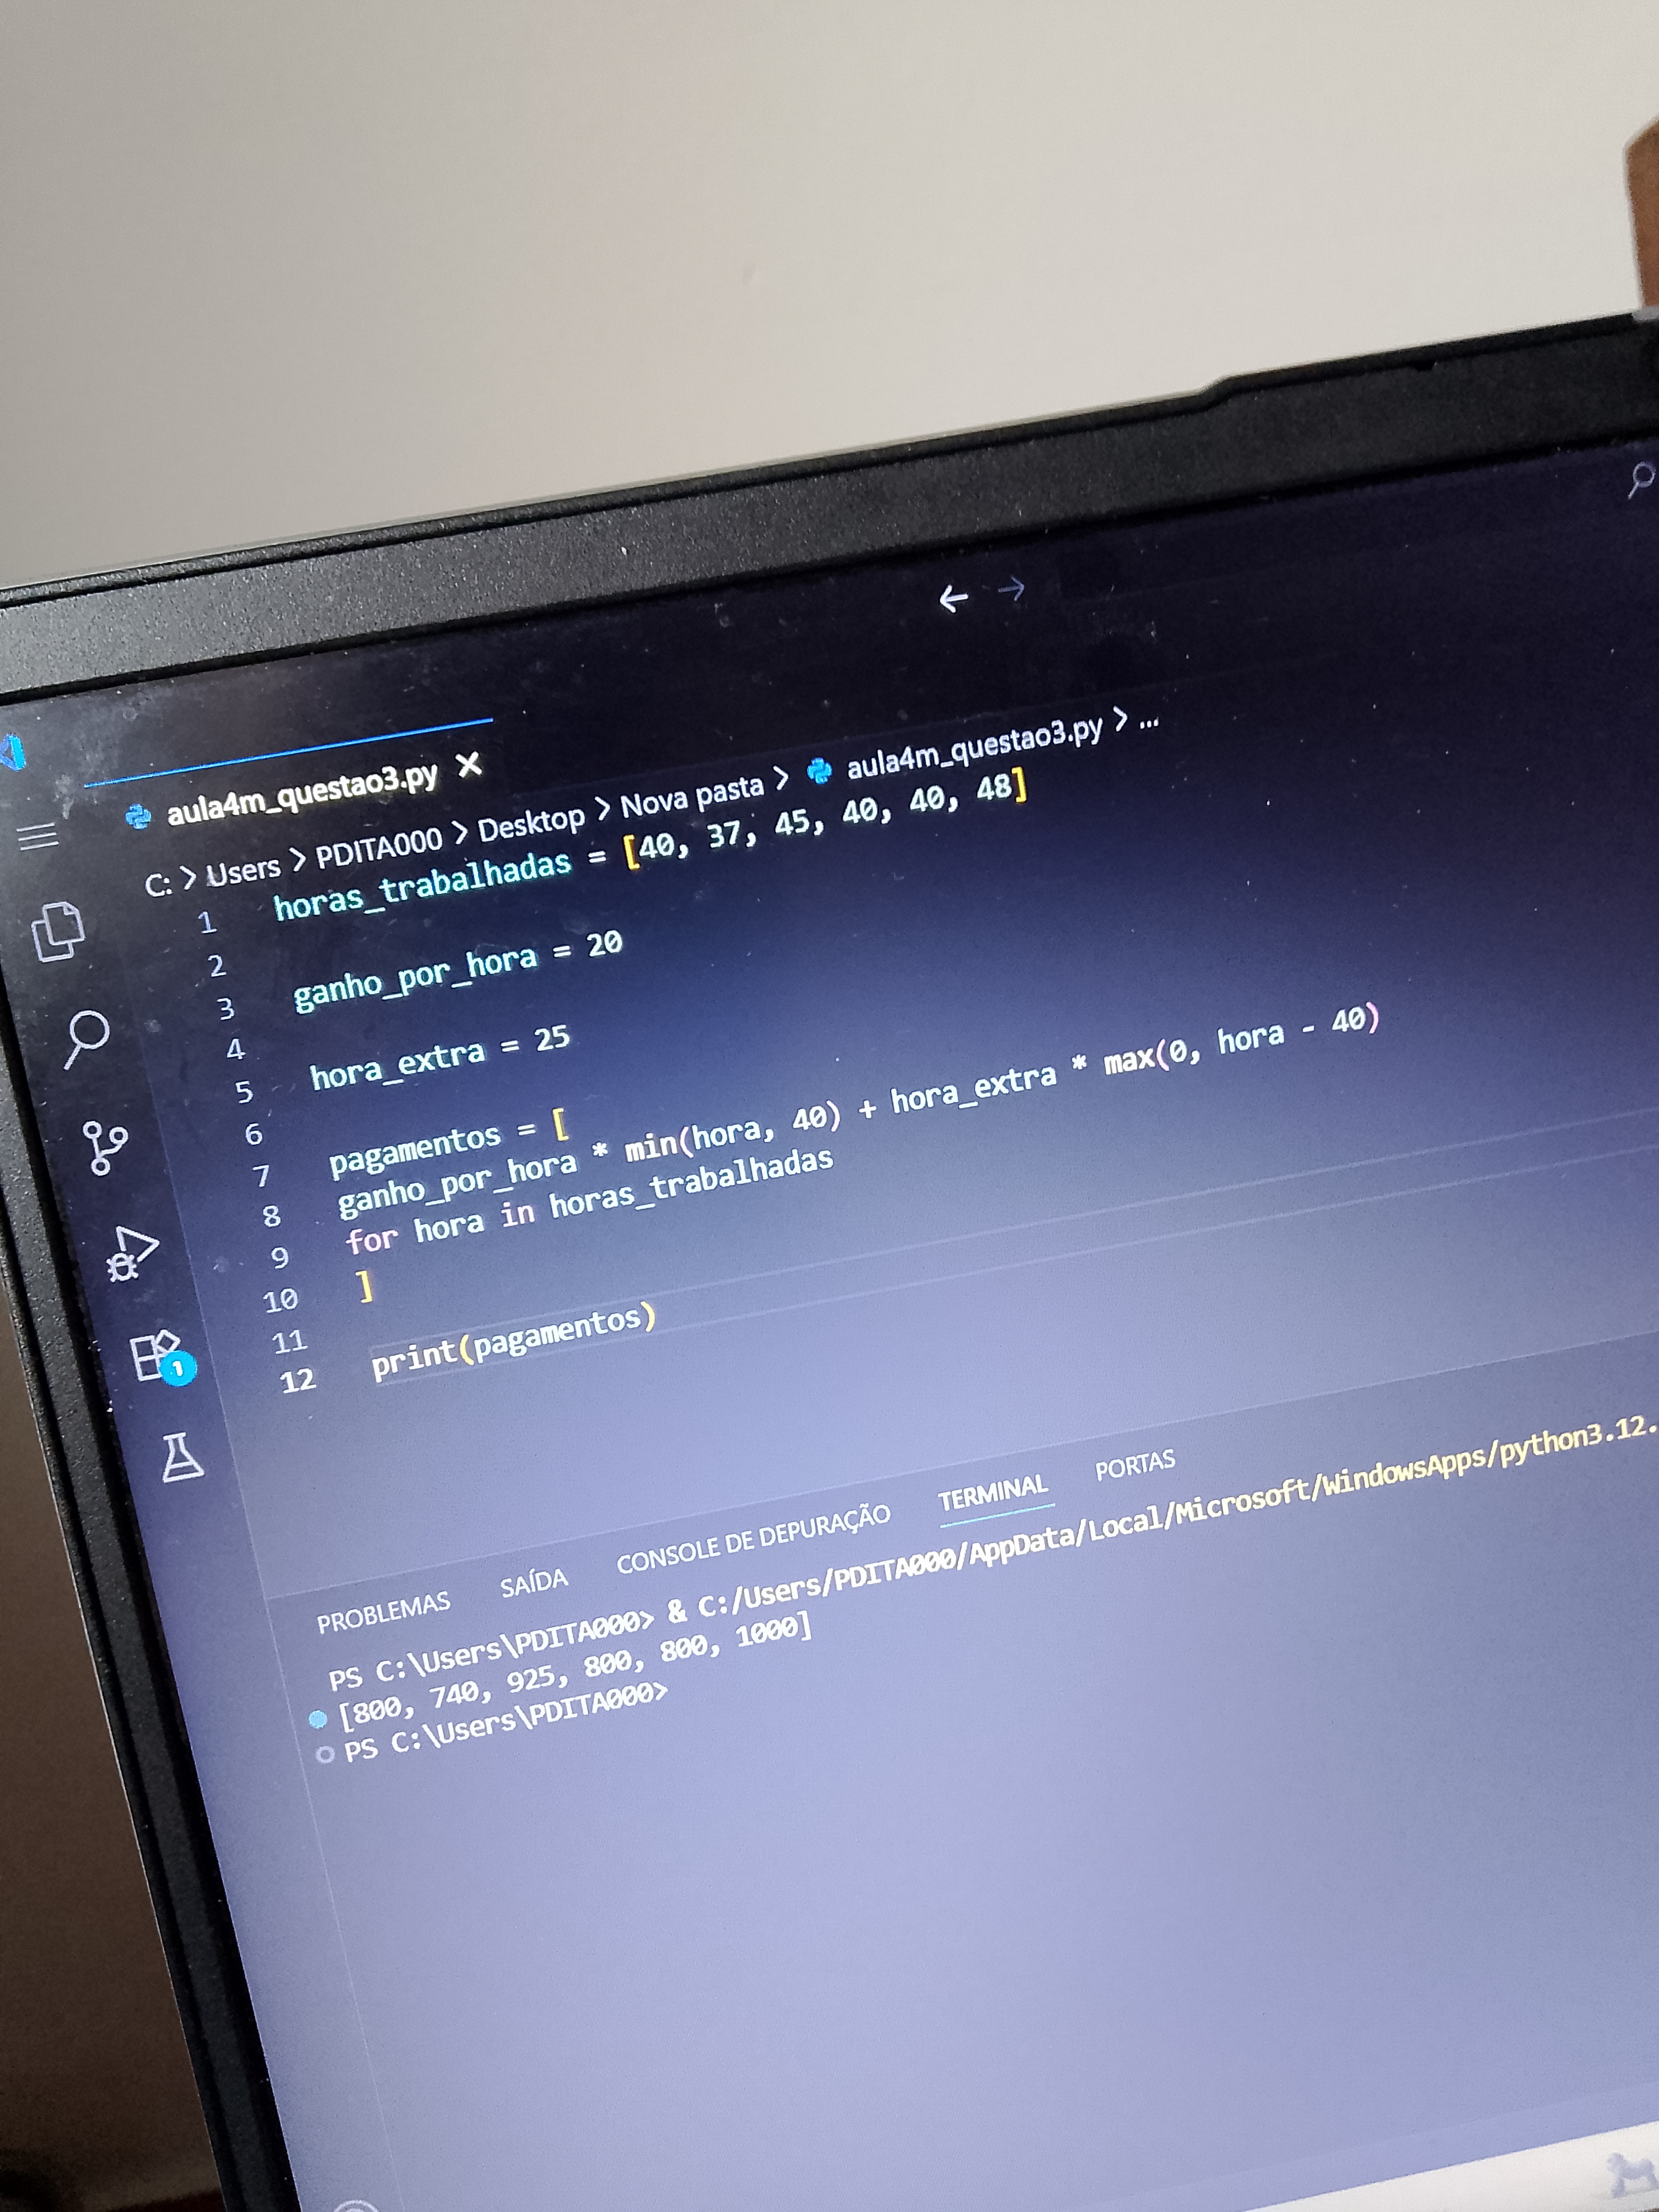 aula4m_questao3.py
C: > Users > PDITA000 > Desktop > Nova pasta > aula4m_questao3.py > ...
1 horas_trabalhadas = [40, 37, 45, 40, 40, 48]
2
3 ganho_por_hora = 20
4
5 hora_extra = 25
6
7 pagamentos = [
8 ganho_por_hora * min(hora, 40) + hora_extra * max(0, hora - 40)
9 for hora in horas_trabalhadas
10 ]
11
12 print(pagamentos)
1
PROBLEMAS SAÍDA CONSOLE DE DEPURAÇÃO TERMINAL PORTAS
PS C:\Users\PDITA000> & C:/Users/PDITA000/AppData/Local/Microsoft/WindowsApps/python3.12.
[800, 740, 925, 800, 800, 1000]
PS C:\Users\PDITA000>